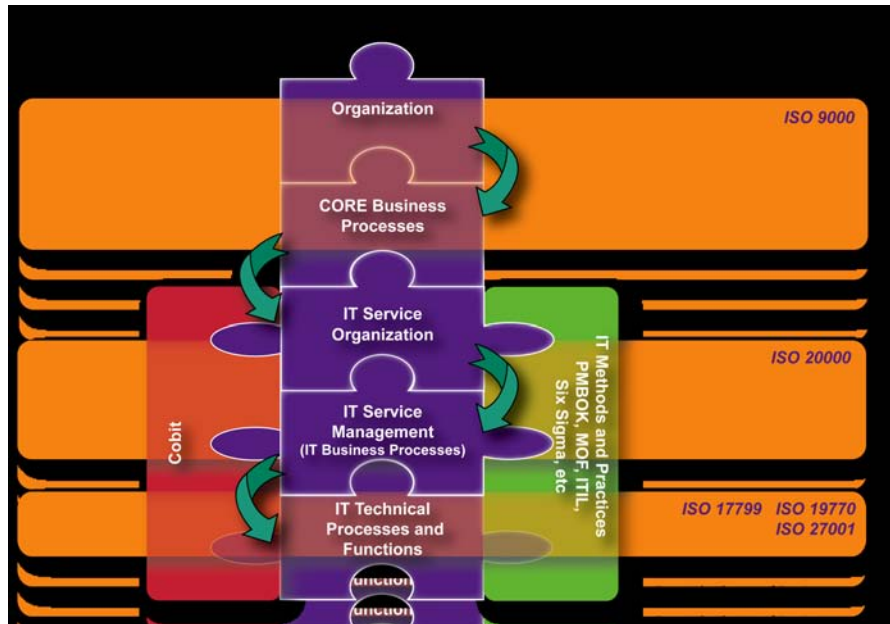 Organization
ISO 9000
CORE Business
Processes
IT Service
Organization
ISO 20000
IT Service
Management
(IT Business Processes)
Cobit
IT Methods and Practices
PMBOK, MOF, ITIL,
Six Sigma, etc
IT Technical
Processes and
Functions
ISO 17799 ISO 19770
ISO 27001
unction
unction